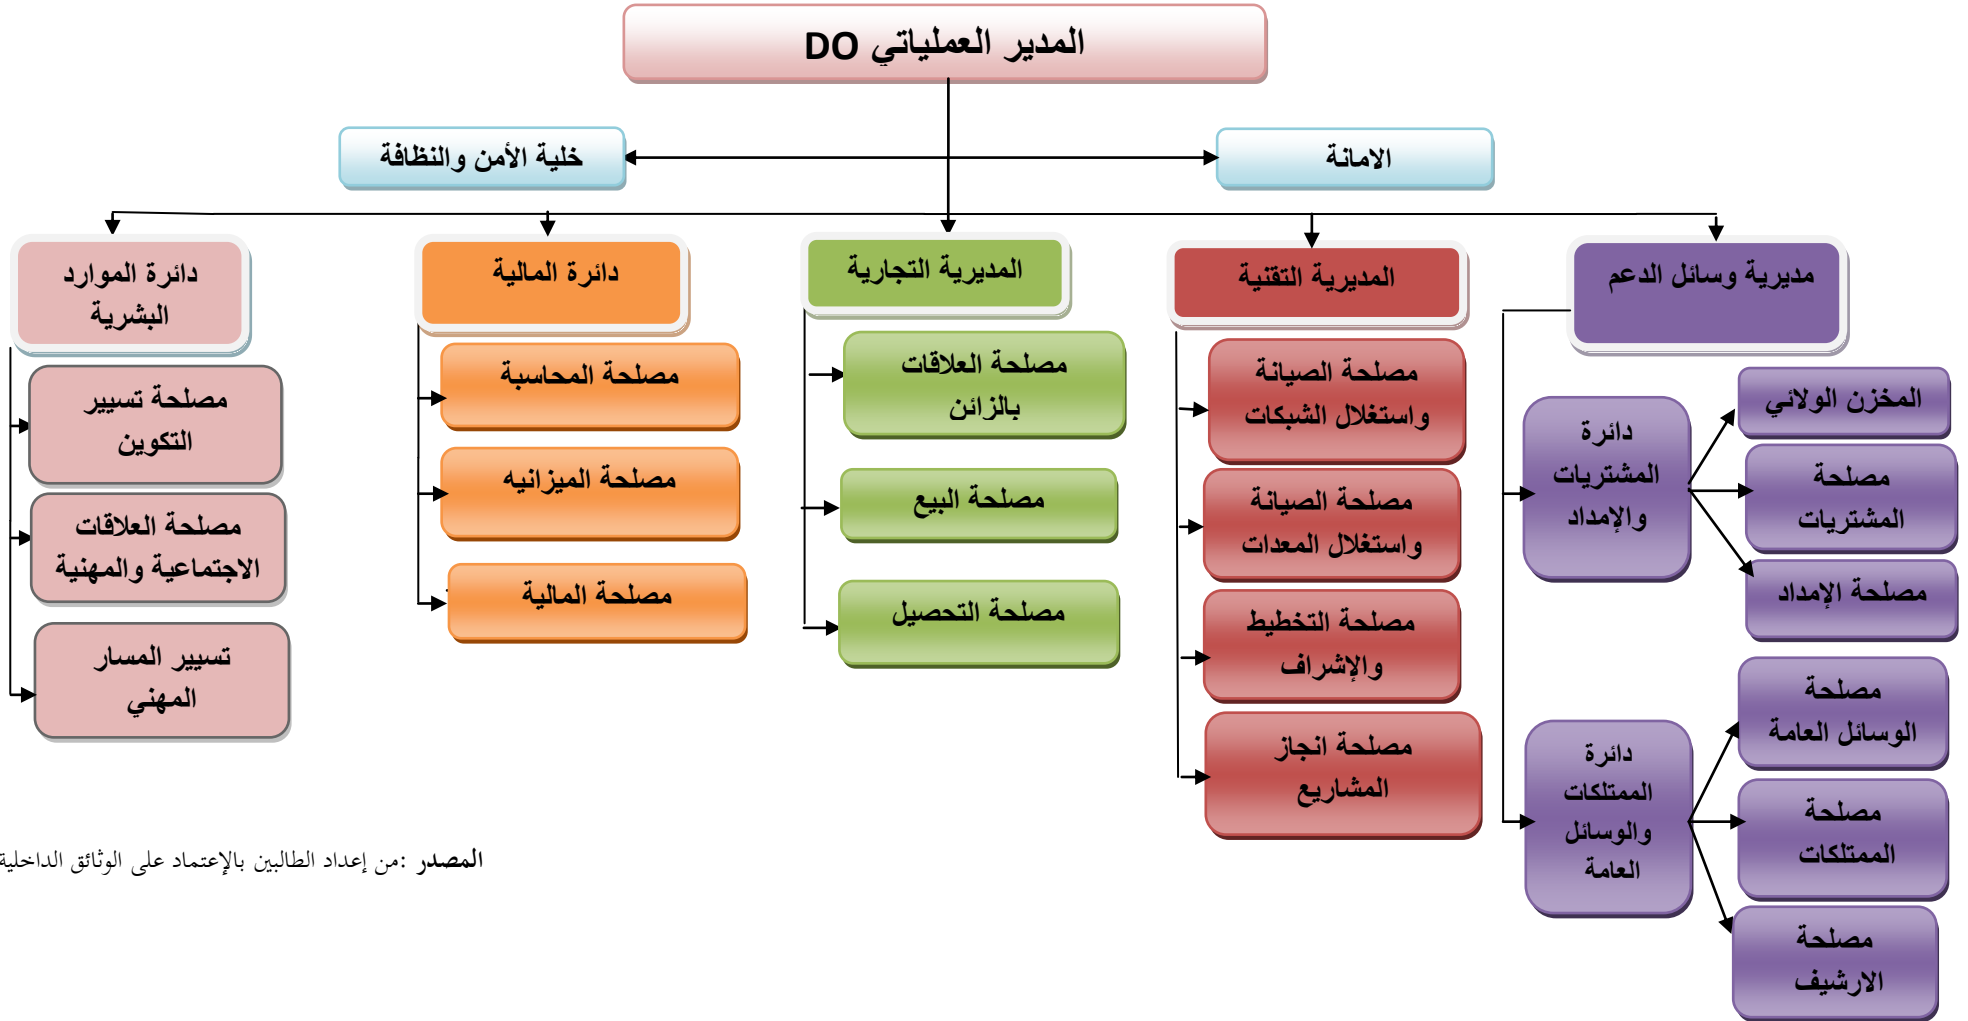 المدير العملياتي DO
الامانة
خلية الأمن والنظافة
مديرية وسائل الدعم
دائرة
المشتريات
والإمداد
المخزن الولائي
مصلحة
المشتريات
مصلحة الإمداد
دائرة
الممتلكات
والوسائل
العامة
مصلحة
الوسائل العامة
مصلحة
الممتلكات
مصلحة
الارشيف
المديرية التقنية
مصلحة الصيانة
واستغلال الشبكات
مصلحة الصيانة
واستغلال المعدات
مصلحة التخطيط
والإشراف
مصلحة انجاز
المشاريع
المديرية التجارية
مصلحة العلاقات
بالزائن
مصلحة البيع
مصلحة التحصيل
دائرة المالية
مصلحة المحاسبة
مصلحة الميزانيه
مصلحة المالية
دائرة الموارد
البشرية
مصلحة تسيير
التكوين
مصلحة العلاقات
الاجتماعية والمهنية
تسيير المسار
المهني
المصدر :من إعداد الطالبين بالإعتماد على الوثائق الداخلية